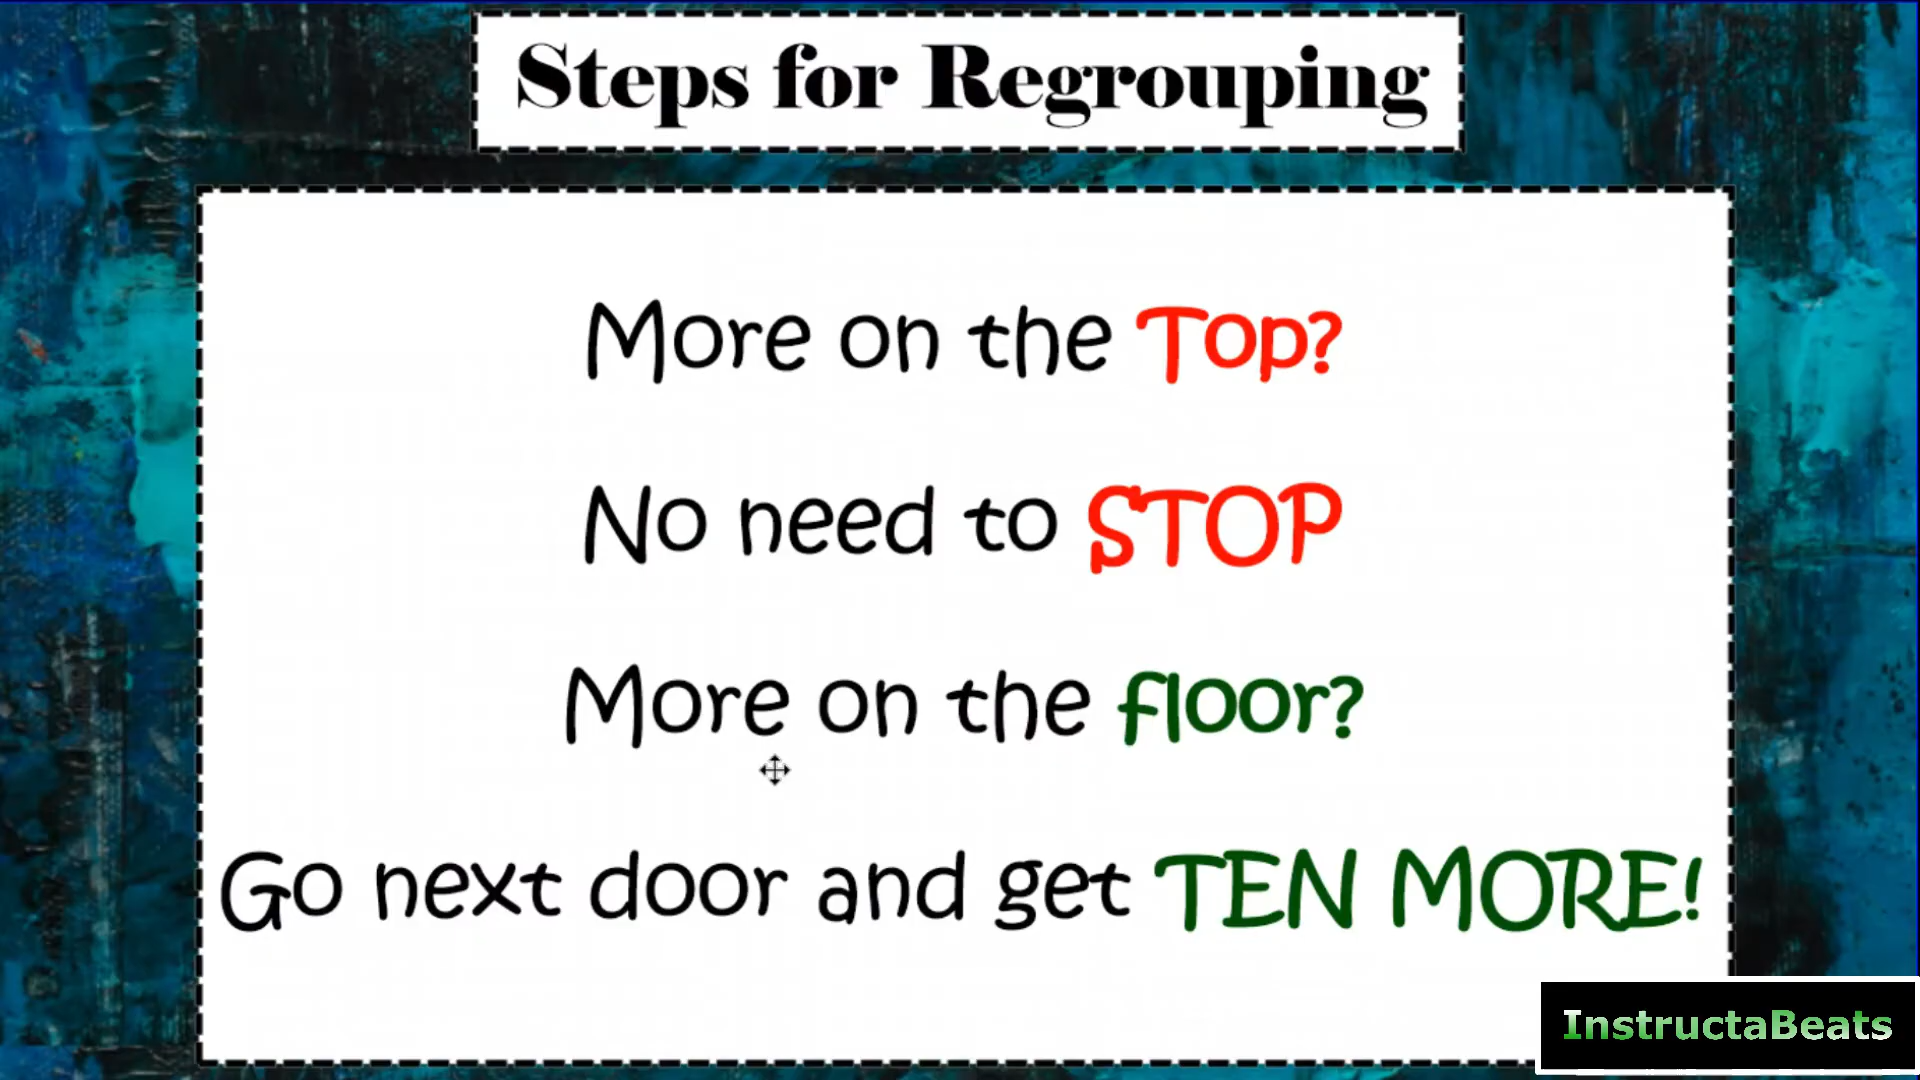 Steps for Regrouping
More on the Top?
No need to STOP
More on the floor?
Go next door and get TEN MORE!
InstructaBeats